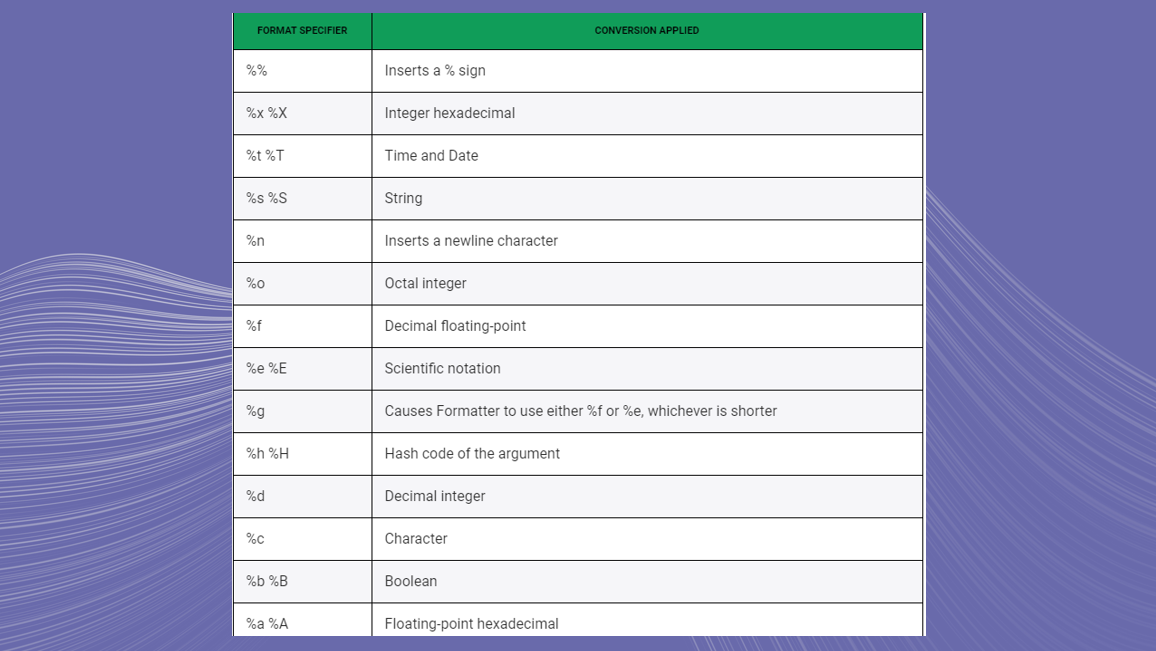 FORMAT SPECIFIER CONVERSION APPLIED
%% Inserts a % sign
%x %X Integer hexadecimal
%t %T Time and Date
%s %S String
%n Inserts a newline character
%o Octal integer
%f Decimal floating-point
%e %E Scientific notation
%g Causes Formatter to use either %f or %e, whichever is shorter
%h %H Hash code of the argument
%d Decimal integer
%c Character
%b %B Boolean
%a %A Floating-point hexadecimal